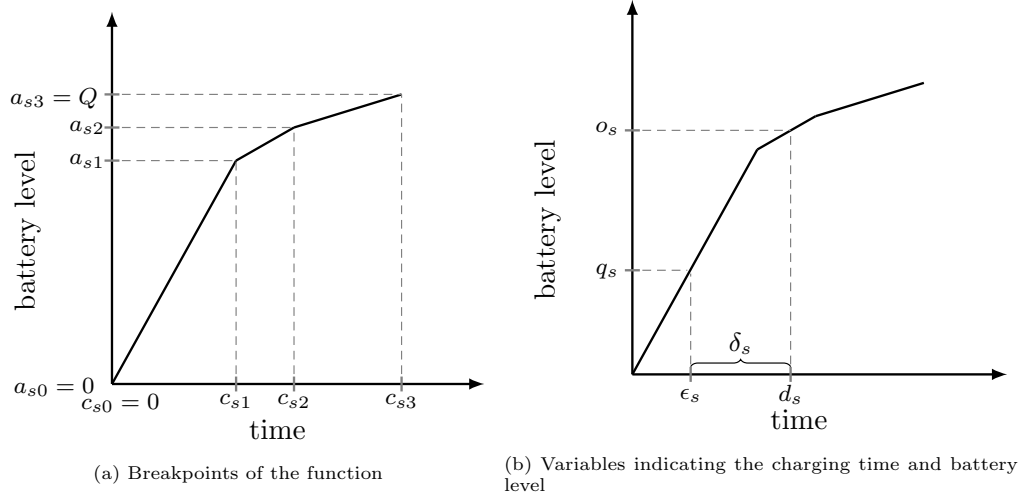 a_{s3} = Q
a_{s2}
a_{s1}
battery level
a_{s0} = 0
c_{s0} = 0
c_{s1}
c_{s2}
c_{s3}
time
(a) Breakpoints of the function
o_s
battery level
q_s
δ_s
ϵ_s
d_s
time
(b) Variables indicating the charging time and battery
level